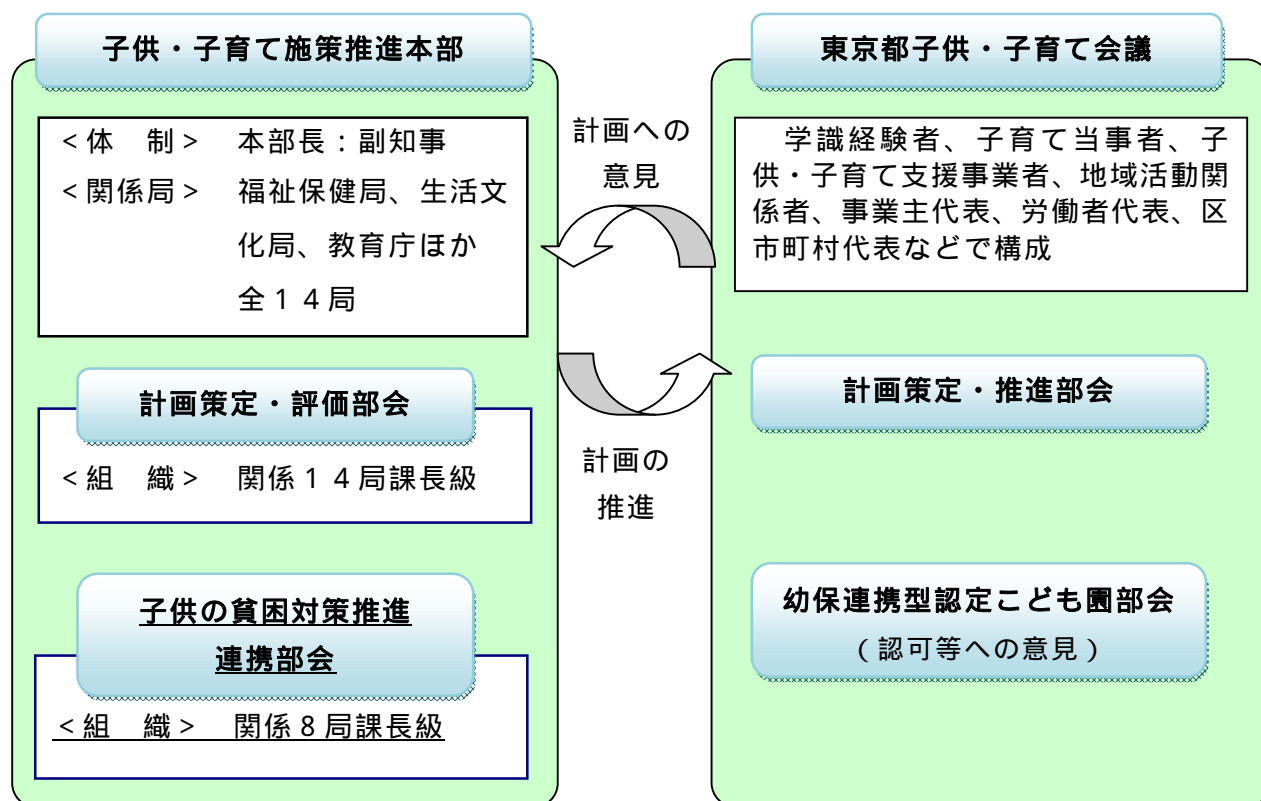 子供・子育て施策推進本部
<体　制>　本部長：副知事
<関係局>　福祉保健局、生活文
化局、教育庁ほか
全１４局
計画策定・評価部会
<組　織>　関係１４局課長級
子供の貧困対策推進
連携部会
<組　織>　関係８局課長級
計画への
意見
計画の
推進
東京都子供・子育て会議
　学識経験者、子育て当事者、子
供・子育て支援事業者、地域活動関
係者、事業主代表、労働者代表、区
市町村代表などで構成
計画策定・推進部会
幼保連携型認定こども園部会
（認可等への意見）